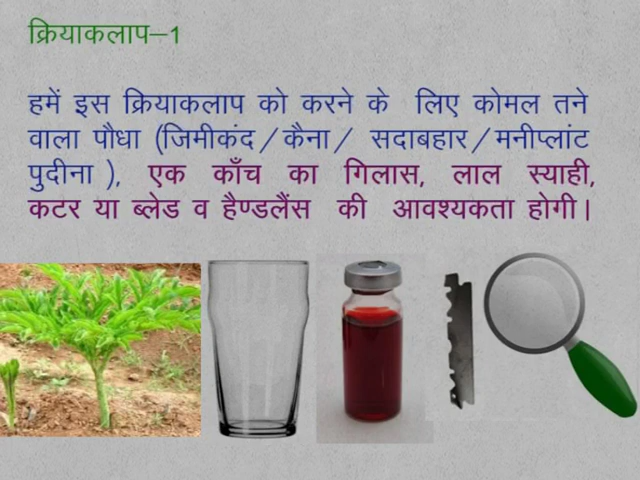 क्रियाकलाप–1
हमें इस क्रियाकलाप को करने के लिए कोमल तने
वाला पौधा (जिमीकंद/कैना/ सदाबहार/मनीप्लांट
पुदीना ), एक काँच का गिलास, लाल स्याही,
कटर या ब्लेड व हैण्डलैंस की आवश्यकता होगी।